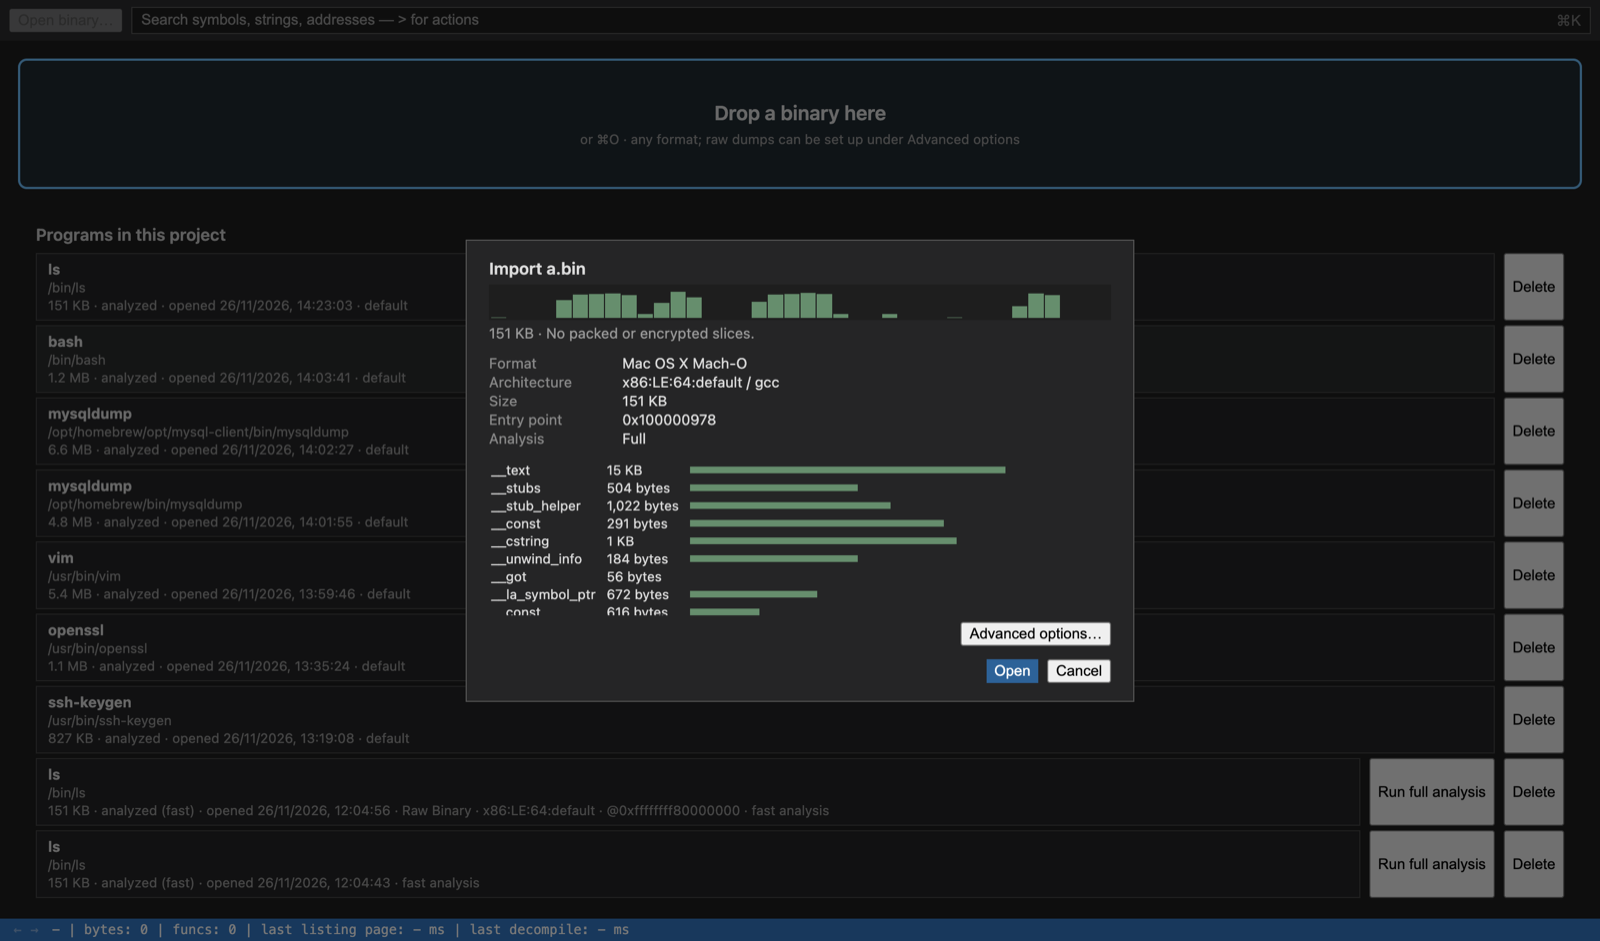 Open binary…
Search symbols, strings, addresses — > for actions
⌘K
Drop a binary here
or ⌘O · any format; raw dumps can be set up under Advanced options
Programs in this project
ls
/bin/ls
151 KB · analyzed · opened 26/11/2026, 14:23:03 · default
Delete
bash
/bin/bash
1.2 MB · analyzed · opened 26/11/2026, 14:03:41 · default
Delete
mysqldump
/opt/homebrew/opt/mysql-client/bin/mysqldump
6.6 MB · analyzed · opened 26/11/2026, 14:02:27 · default
Delete
mysqldump
/opt/homebrew/bin/mysqldump
4.8 MB · analyzed · opened 26/11/2026, 14:01:55 · default
Delete
vim
/usr/bin/vim
5.4 MB · analyzed · opened 26/11/2026, 13:59:46 · default
Delete
openssl
/usr/bin/openssl
1.1 MB · analyzed · opened 26/11/2026, 13:35:24 · default
Delete
ssh-keygen
/usr/bin/ssh-keygen
827 KB · analyzed · opened 26/11/2026, 13:19:08 · default
Delete
ls
/bin/ls
151 KB · analyzed (fast) · opened 26/11/2026, 12:04:56 · Raw Binary · x86:LE:64:default · @0xffffffff80000000 · fast analysis
Run full analysis
Delete
ls
/bin/ls
151 KB · analyzed (fast) · opened 26/11/2026, 12:04:43 · fast analysis
Run full analysis
Delete
Import a.bin
151 KB · No packed or encrypted slices.
Format Mac OS X Mach-O
Architecture x86:LE:64:default / gcc
Size 151 KB
Entry point 0x100000978
Analysis Full
__text 15 KB
__stubs 504 bytes
__stub_helper 1,022 bytes
__const 291 bytes
__cstring 1 KB
__unwind_info 184 bytes
__got 56 bytes
__la_symbol_ptr 672 bytes
__const 616 bytes
Advanced options…
Open
Cancel
← → — | bytes: 0 | funcs: 0 | last listing page: — ms | last decompile: — ms